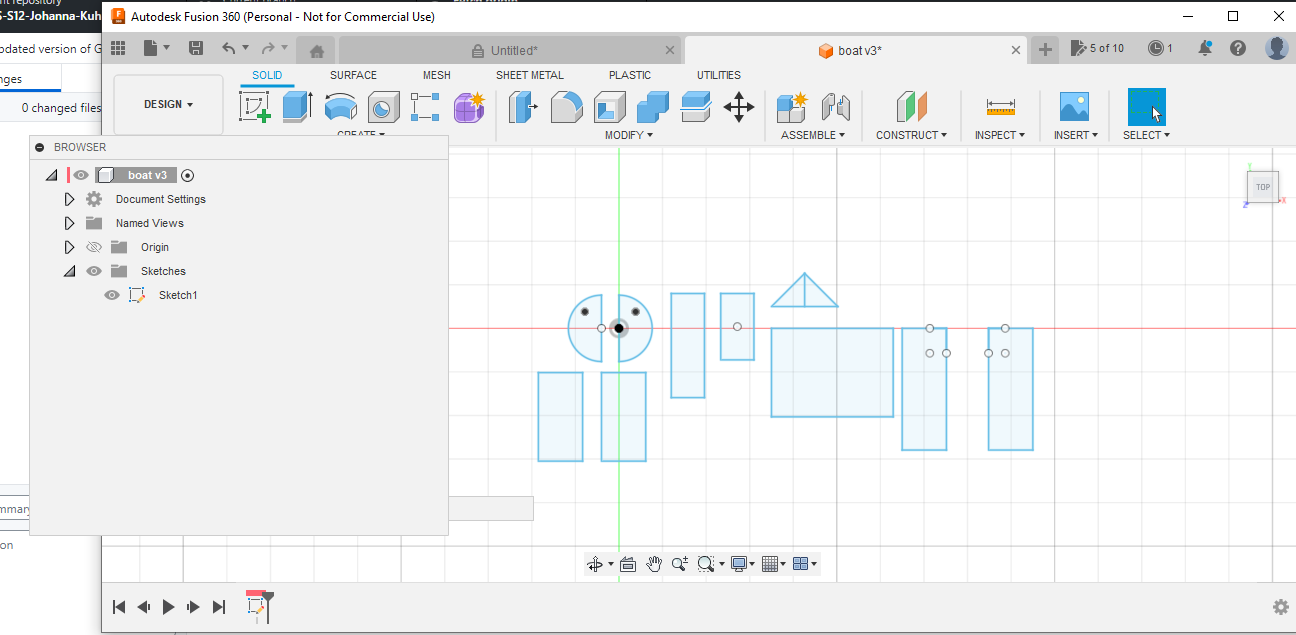 nt repository
Autodesk Fusion 360 (Personal - Not for Commercial Use)
S-S12-Johanna-Kuh
pdated version of G
Untitled*
boat v3*
5 of 10
1
nges
SOLID
SURFACE
MESH
SHEET METAL
PLASTIC
UTILITIES
0 changed files
DESIGN
CREATE
MODIFY
ASSEMBLE
CONSTRUCT
INSPECT
INSERT
SELECT
BROWSER
boat v3
Document Settings
Named Views
Origin
Sketches
Sketch1
TOP
X
Z
mmary
on